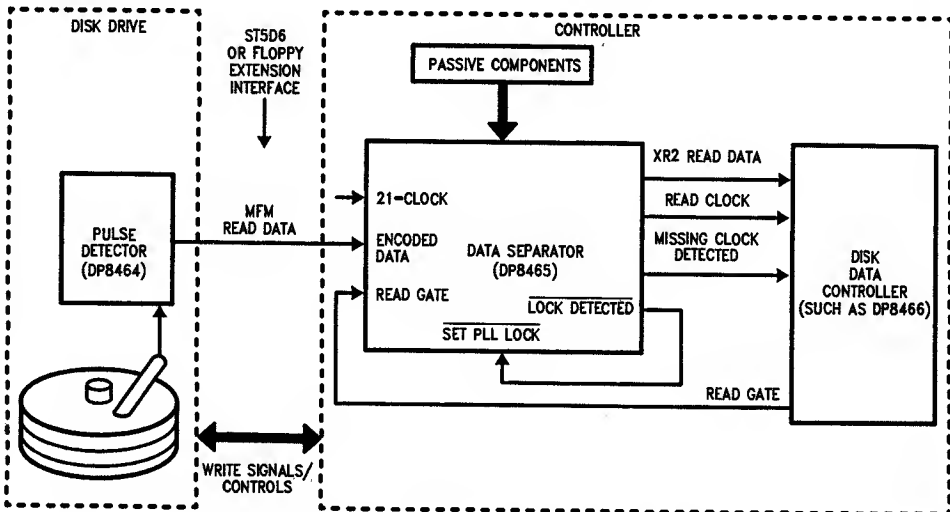 DISK DRIVE
ST5D6
OR FLOPPY
EXTENSION
INTERFACE
CONTROLLER
PASSIVE COMPONENTS
PULSE
DETECTOR
(DP8464)
MFM
READ DATA
21-CLOCK
ENCODED
DATA
READ GATE
DATA SEPARATOR
(DP8465)
LOCK DETECTED
SET PLL LOCK
XR2 READ DATA
READ CLOCK
MISSING CLOCK
DETECTED
DISK
DATA
CONTROLLER
(SUCH AS DP8466)
READ GATE
WRITE SIGNALS/
CONTROLS